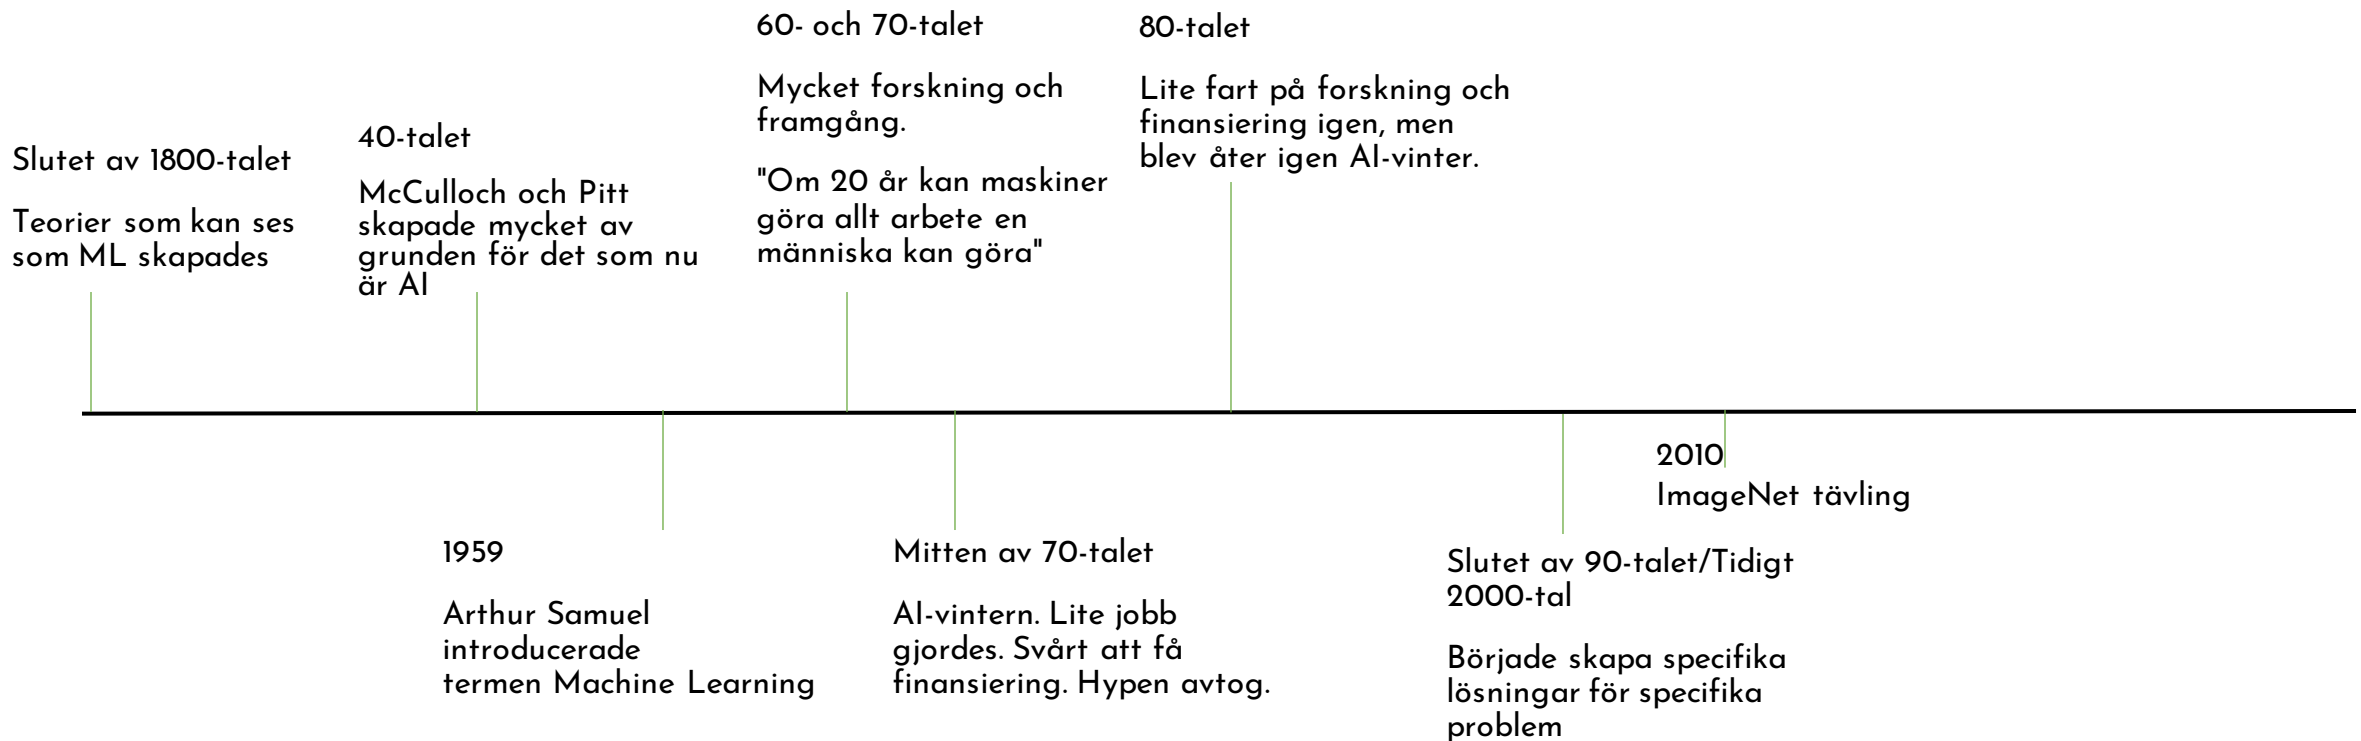 Slutet av 1800-talet
Teorier som kan ses
som ML skapades
40-talet
McCulloch och Pitt
skapade mycket av
grunden för det som nu
är AI
1959
Arthur Samuel
introducerade
termen Machine Learning
60- och 70-talet
Mycket forskning och
framgång.
"Om 20 år kan maskiner
göra allt arbete en
människa kan göra"
Mitten av 70-talet
AI-vintern. Lite jobb
gjordes. Svårt att få
finansiering. Hypen avtog.
80-talet
Lite fart på forskning och
finansiering igen, men
blev åter igen AI-vinter.
Slutet av 90-talet/Tidigt
2000-tal
Började skapa specifika
lösningar för specifika
problem
2010
ImageNet tävling